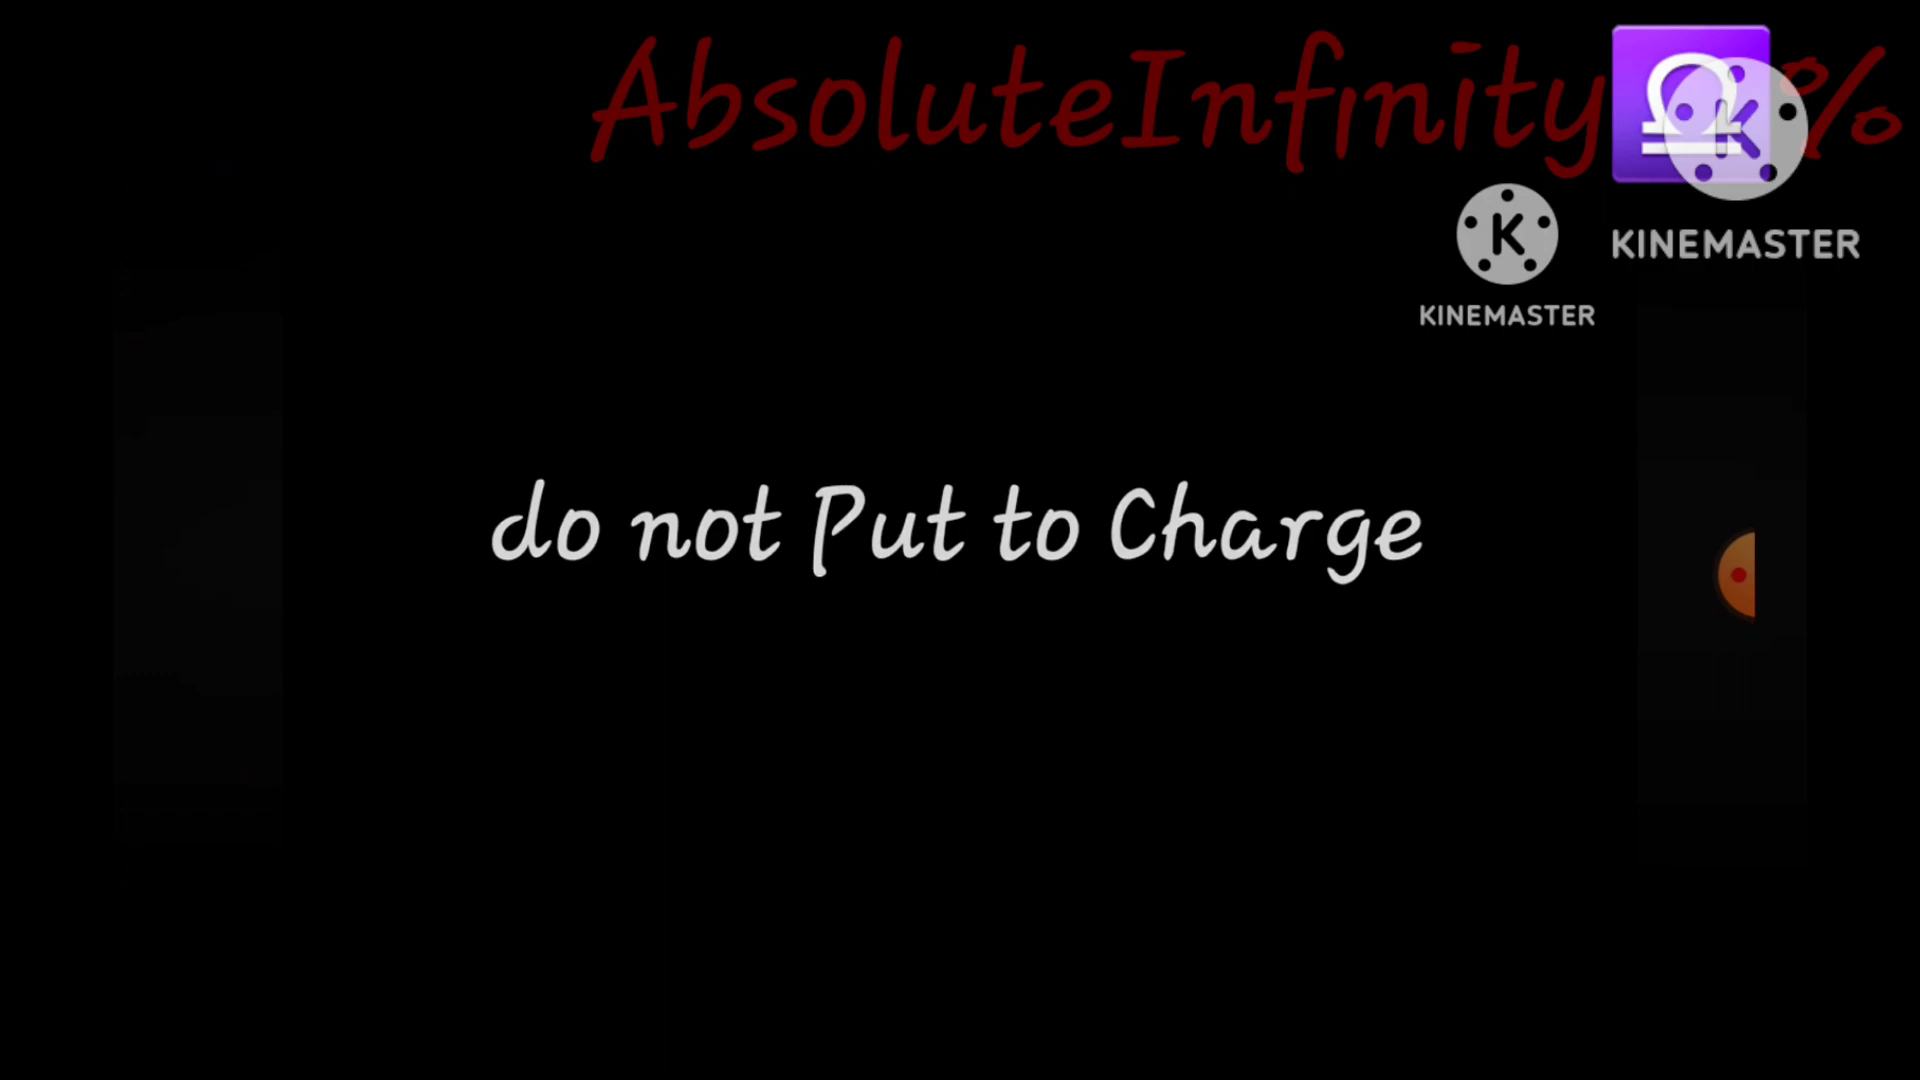 AbsoluteInfinity♎%
K
KINEMASTER
K
KINEMASTER
do not Put to Charge